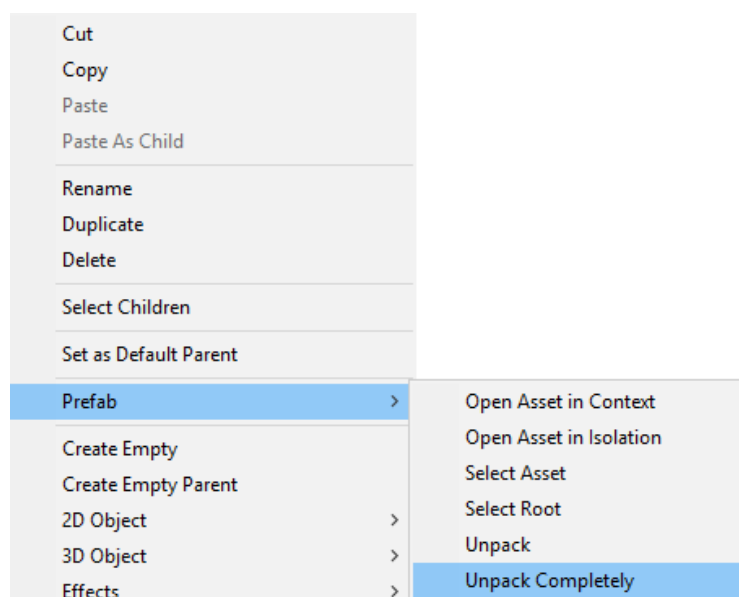 Cut
Copy
Paste
Paste As Child
Rename
Duplicate
Delete
Select Children
Set as Default Parent
Prefab
Create Empty
Create Empty Parent
2D Object
3D Object
Effects
Open Asset in Context
Open Asset in Isolation
Select Asset
Select Root
Unpack
Unpack Completely